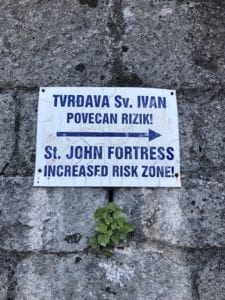 TVRĐAVA Sv. IVAN
POVEĆAN RIZIK!
St. JOHN FORTRESS
INCREASED RISK ZONE!